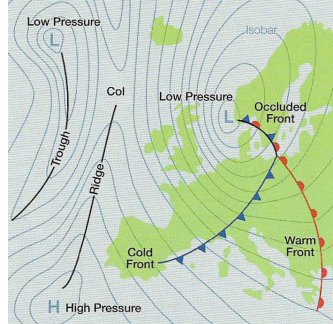 Low Pressure
L
Isobar
Col
Low Pressure
L
Occluded
Front
Trough
Ridge
Cold
Front
Warm
Front
H High Pressure